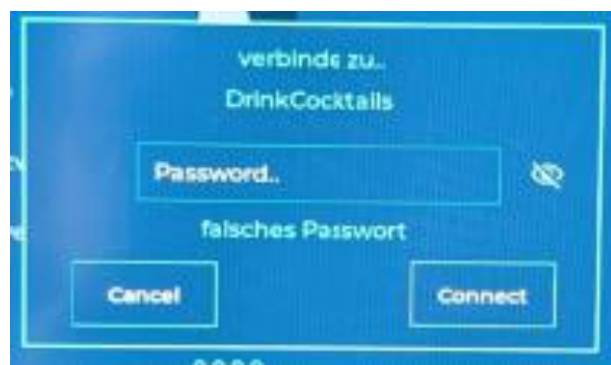 verbinde zu..
DrinkCocktails
Password..
falsches Passwort
Cancel
Connect